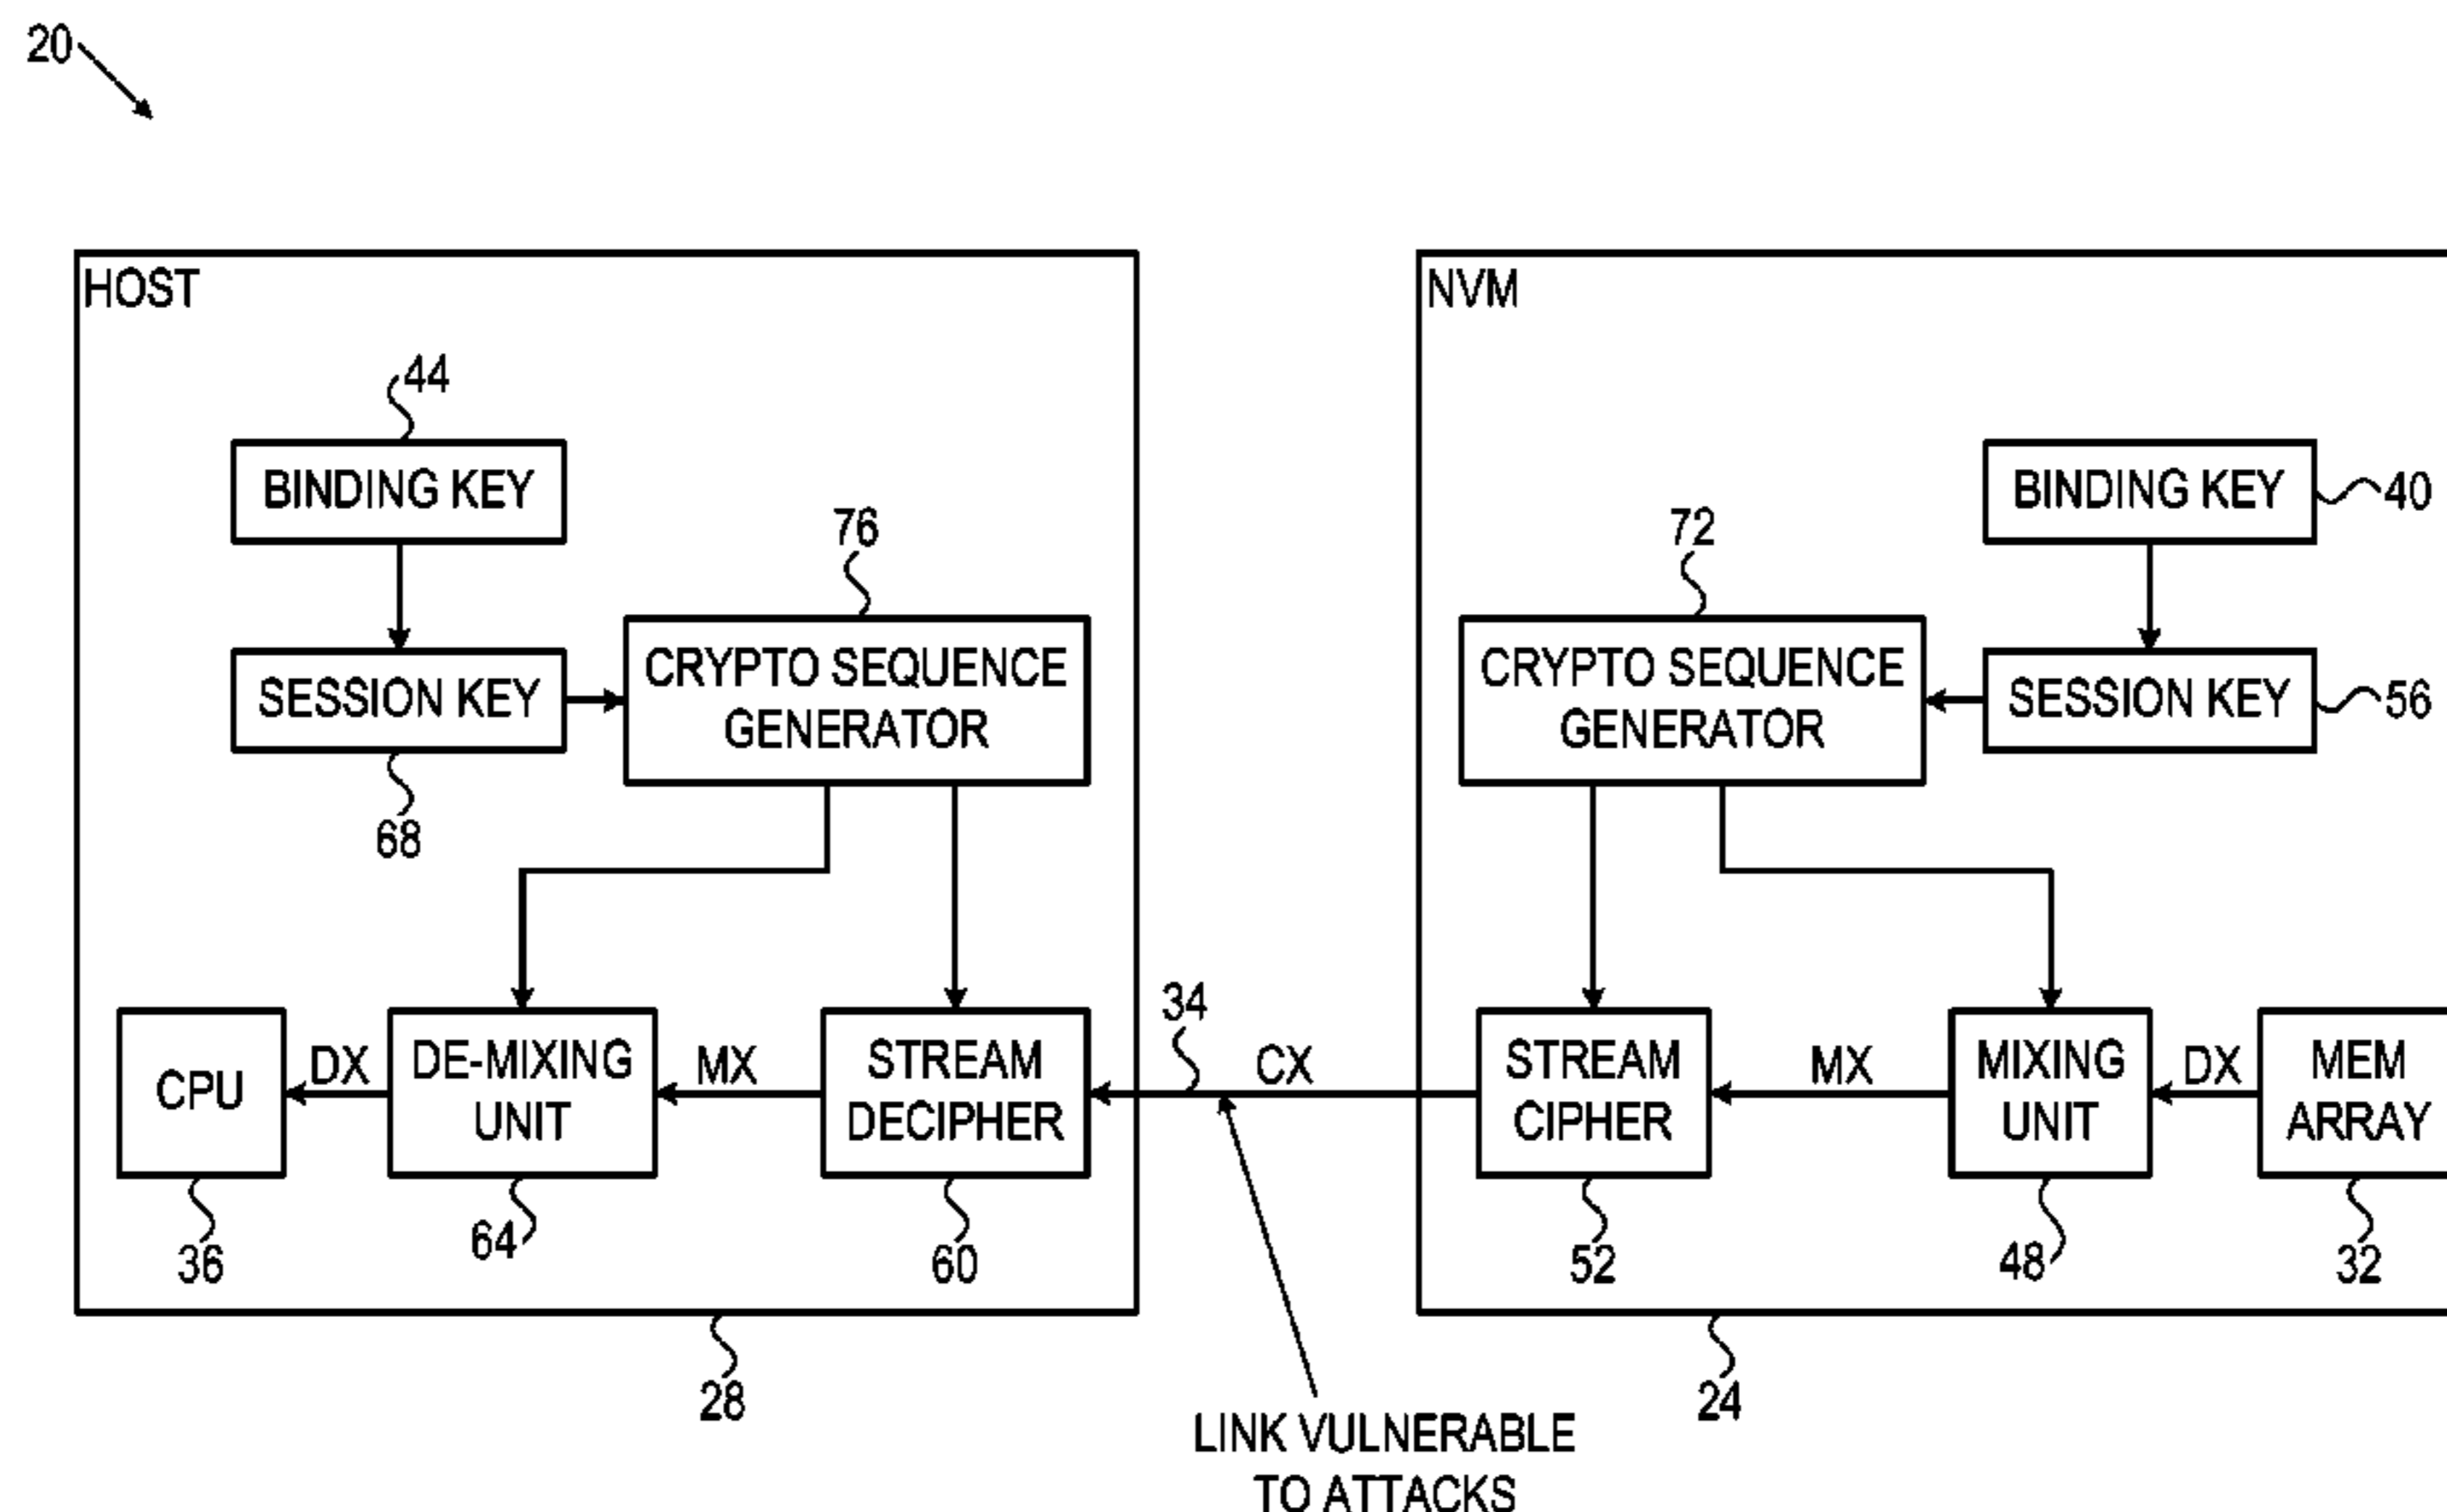 20
HOST
NVM
44
BINDING KEY
BINDING KEY
40
76
72
CRYPTO SEQUENCE
GENERATOR
CRYPTO SEQUENCE
GENERATOR
SESSION KEY
SESSION KEY
56
68
34
CPU
DX
DE-MIXING
UNIT
MX
STREAM
DECIPHER
CX
STREAM
CIPHER
MX
MIXING
UNIT
DX
MEM
ARRAY
36
64
60
52
48
32
28
24
LINK VULNERABLE
TO ATTACKS